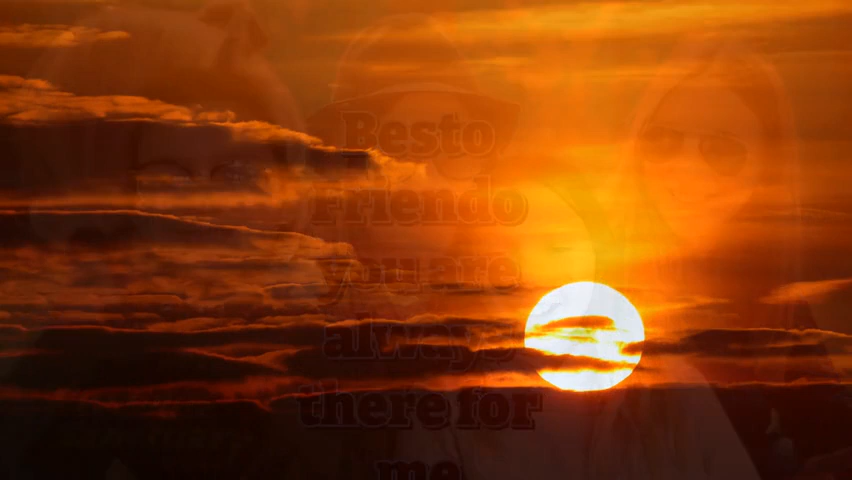 Besto
Friendo
you are
always
there for
me